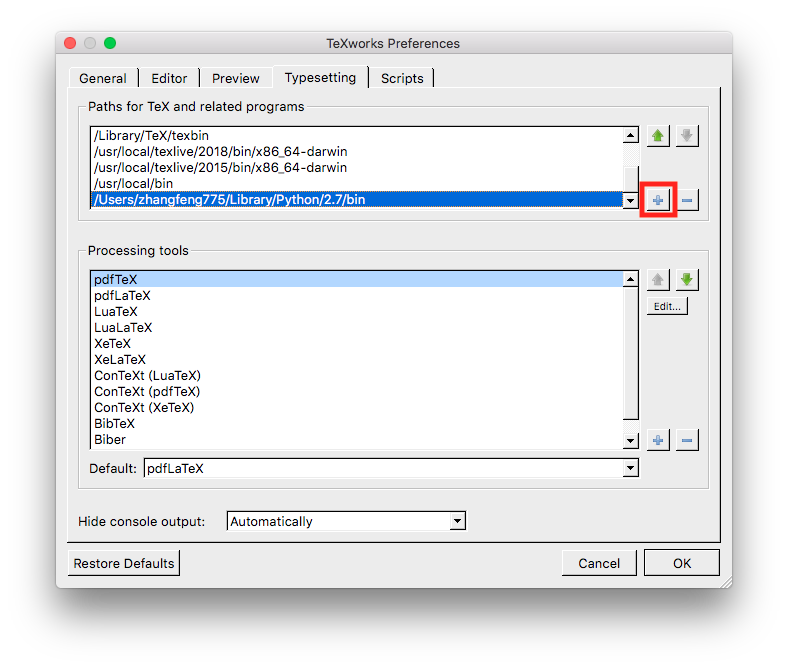 TeXworks Preferences
General
Editor
Preview
Typesetting
Scripts
Paths for TeX and related programs
/Library/TeX/texbin
/usr/local/texlive/2018/bin/x86_64-darwin
/usr/local/texlive/2015/bin/x86_64-darwin
/usr/local/bin
/Users/zhangfeng775/Library/Python/2.7/bin
Processing tools
pdfTeX
pdfLaTeX
LuaTeX
LuaLaTeX
XeTeX
XeLaTeX
ConTeXt (LuaTeX)
ConTeXt (pdfTeX)
ConTeXt (XeTeX)
BibTeX
Biber
Edit...
Default: pdfLaTeX
Hide console output: Automatically
Restore Defaults
Cancel
OK